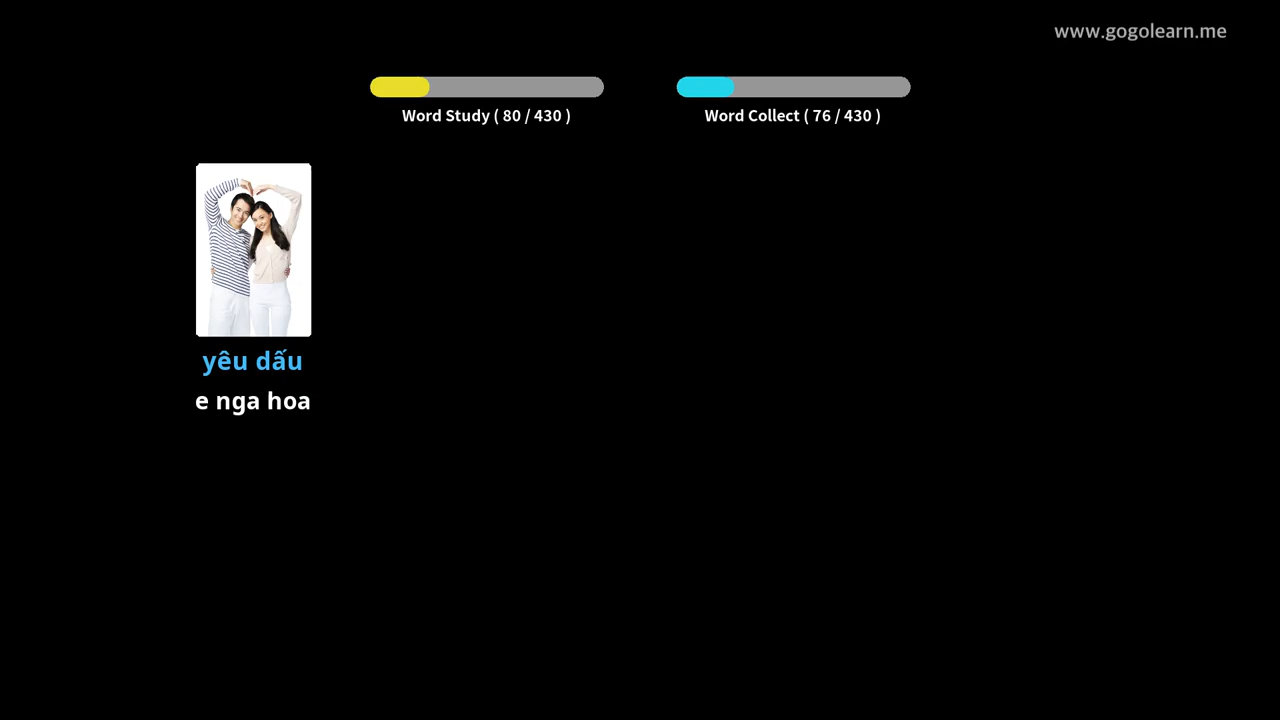 www.gogolearn.me
Word Study ( 80 / 430 )
Word Collect ( 76 / 430 )
yêu dấu
e nga hoa